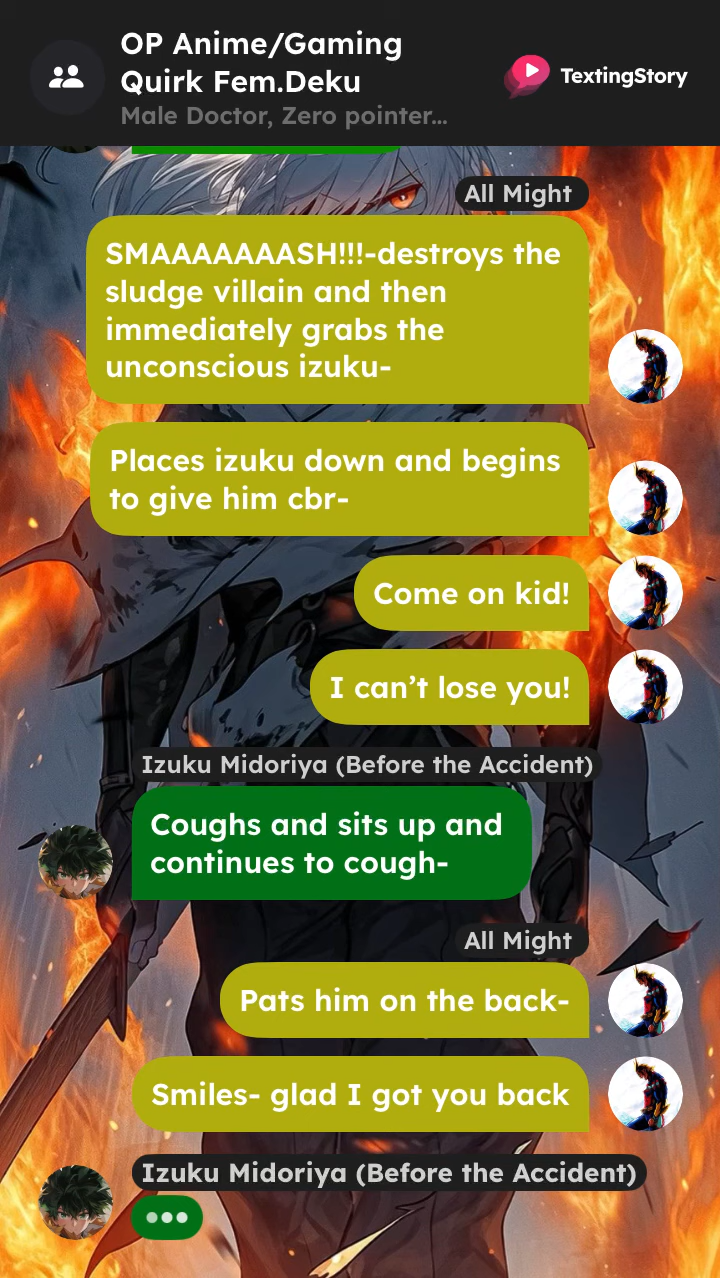 OP Anime/Gaming
Quirk Fem.Deku
Male Doctor, Zero pointer...
TextingStory
All Might
SMAAAAAAASH!!!-destroys the
sludge villain and then
immediately grabs the
unconscious izuku-
Places izuku down and begins
to give him cbr-
Come on kid!
I can’t lose you!
Izuku Midoriya (Before the Accident)
Coughs and sits up and
continues to cough-
All Might
Pats him on the back-
Smiles- glad I got you back
Izuku Midoriya (Before the Accident)